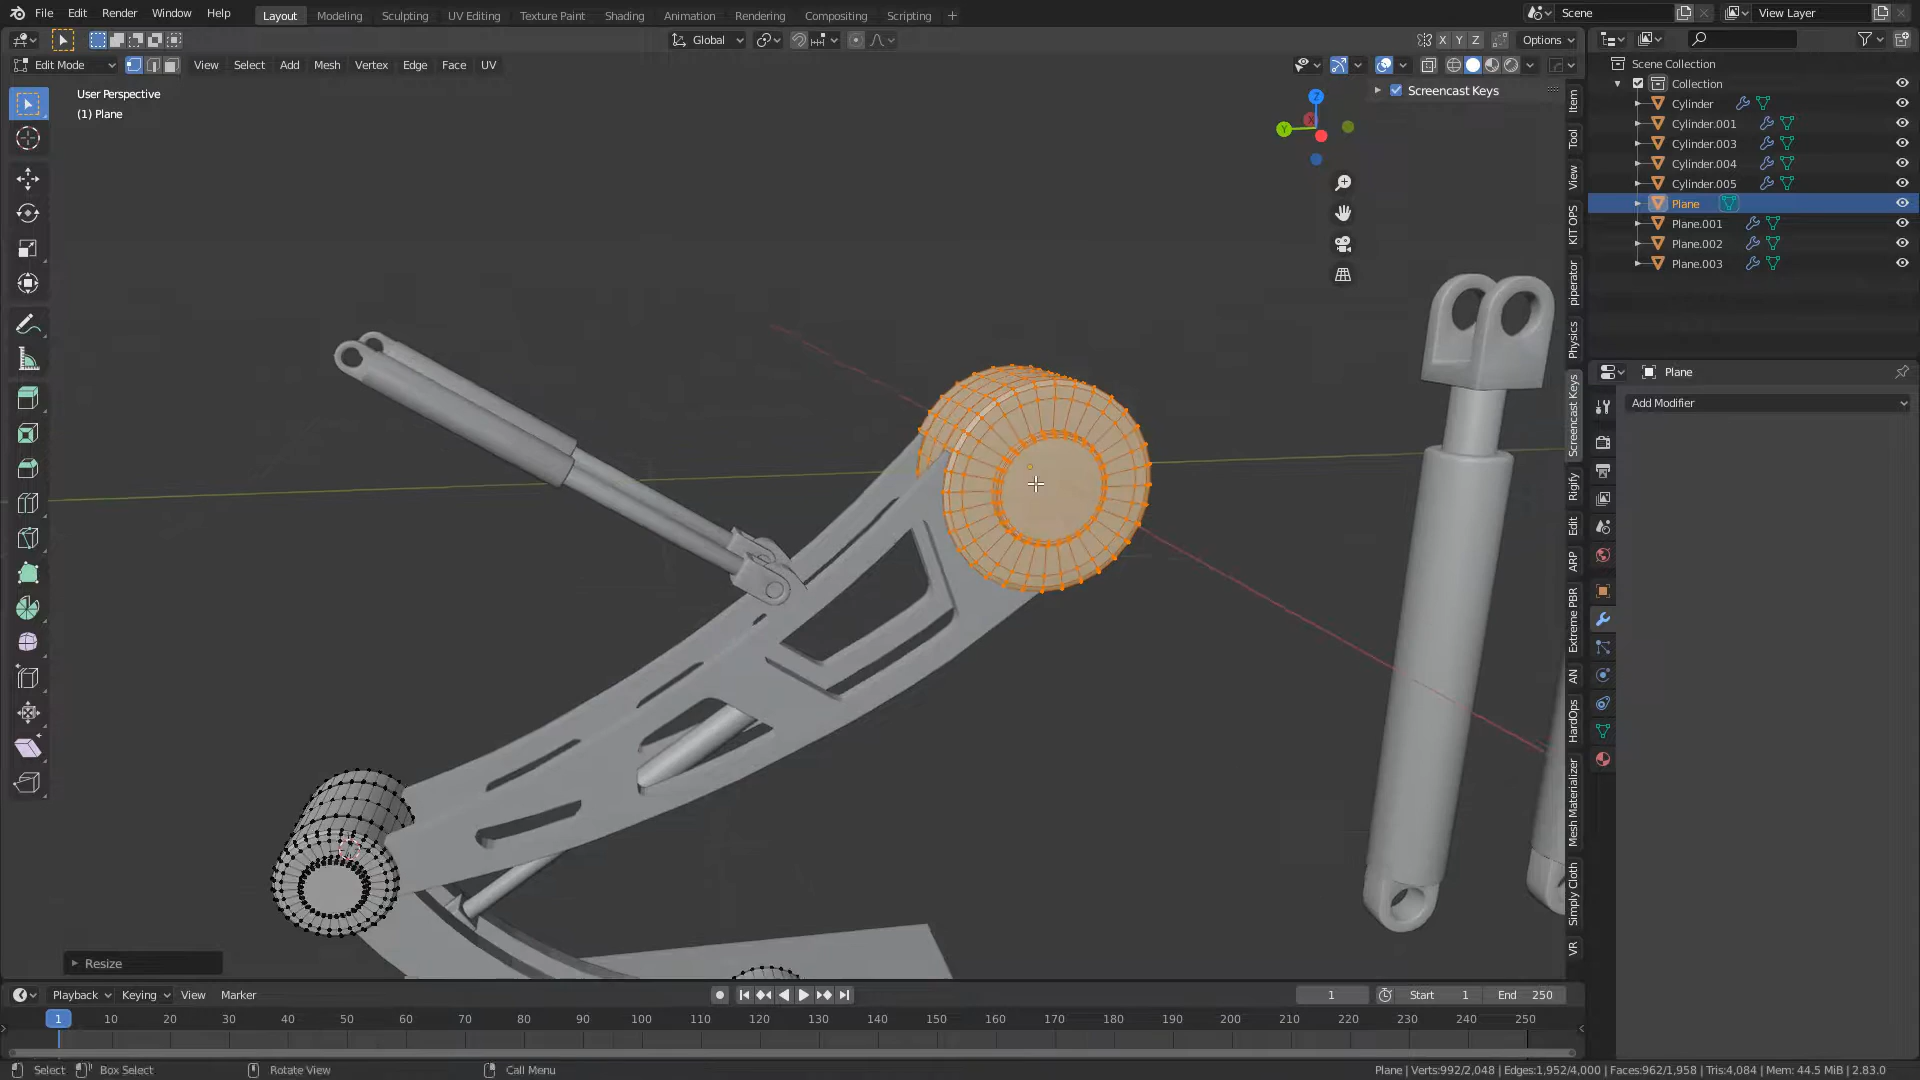 File Edit Render Window Help Layout Modeling Sculpting UV Editing Texture Paint Shading Animation Rendering Compositing Scripting + Scene View Layer
Global X Y Z Options
Edit Mode View Select Add Mesh Vertex Edge Face UV
User Perspective
(1) Plane
Screencast Keys
Z
Y
X
Item
Tool
View
KIT OPS
piperator
Physics
Screencast Keys
Rigify
Edit
ARP
Extreme PBR
AN
HardOps
Mesh Materializer
Simply Cloth
VR
Scene Collection
Collection
Cylinder
Cylinder.001
Cylinder.003
Cylinder.004
Cylinder.005
Plane
Plane.001
Plane.002
Plane.003
Plane
Add Modifier
Resize
Playback Keying View Marker 1 Start 1 End 250
1 10 20 30 40 50 60 70 80 90 100 110 120 130 140 150 160 170 180 190 200 210 220 230 240 250
Select Box Select Rotate View Call Menu Plane | Verts:992/2,048 | Edges:1,952/4,000 | Faces:962/1,958 | Tris:4,084 | Mem: 44.5 MiB | 2.83.0